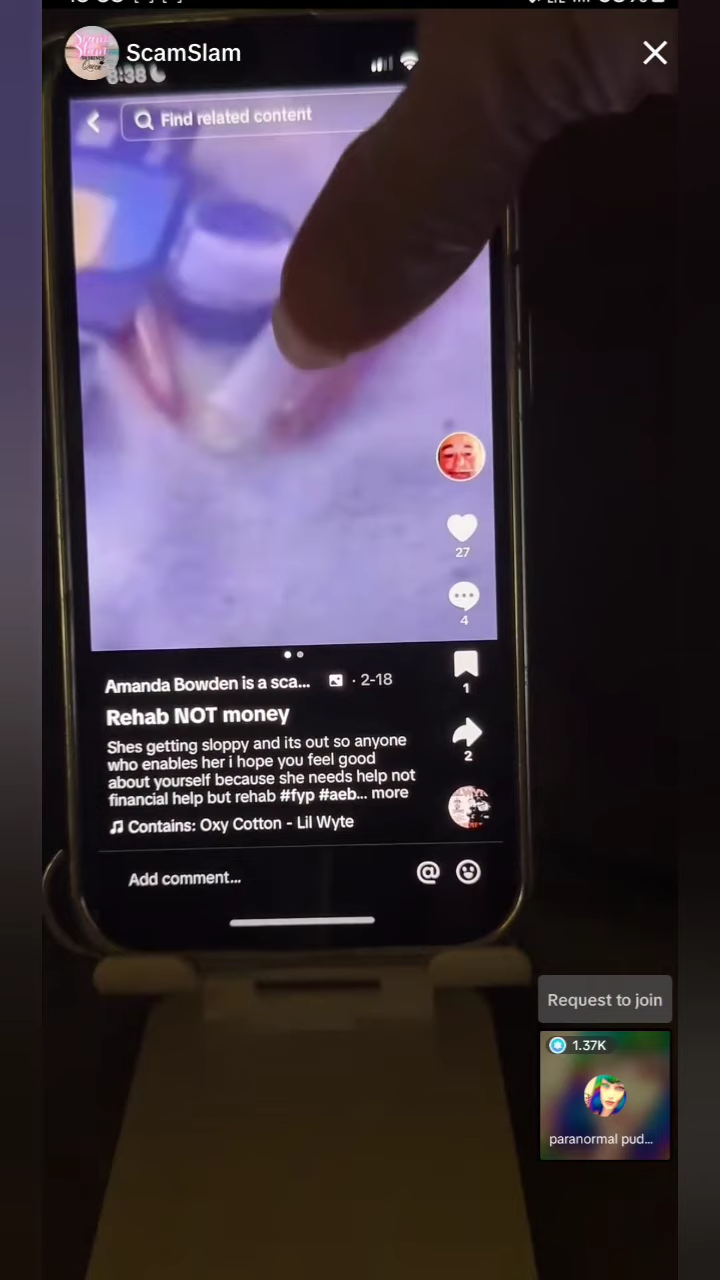 ScamSlam
8:38
Find related content
27
4
Amanda Bowden is a sca... · 2-18
1
Rehab NOT money
Shes getting sloppy and its out so anyone
who enables her i hope you feel good
about yourself because she needs help not
financial help but rehab #fyp #aeb... more
2
Contains: Oxy Cotton - Lil Wyte
Add comment...
@
Request to join
1.37K
paranormal pud...